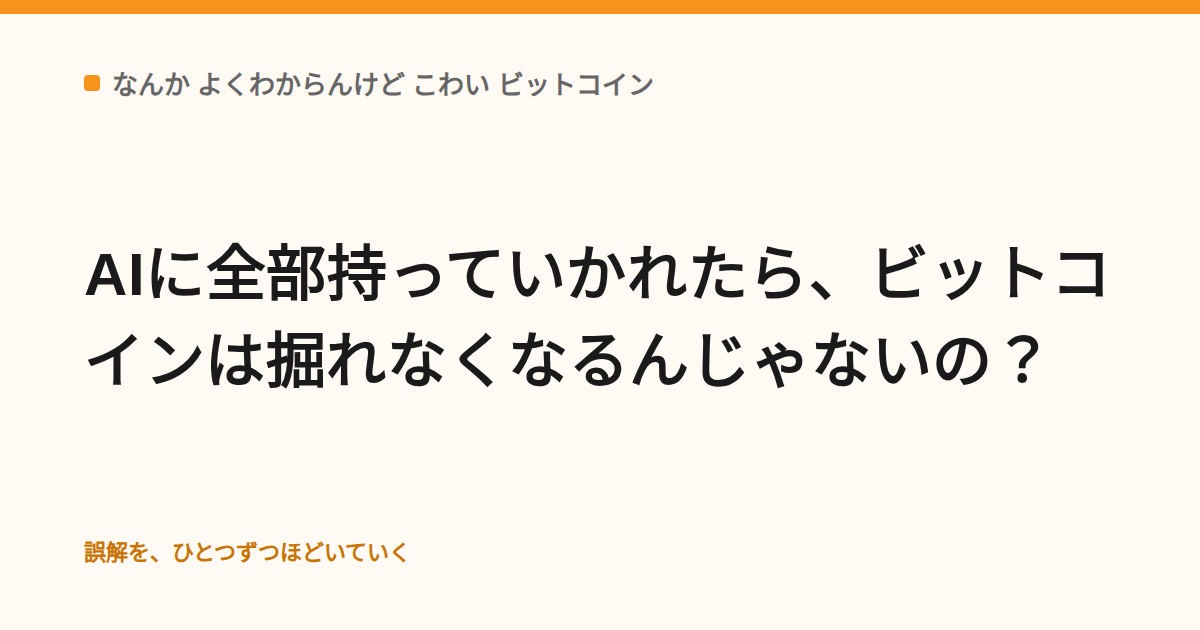 なんか よくわからんけど こわい ビットコイン
AIに全部持っていかれたら、ビットコ
インは掘れなくなるんじゃないの？
誤解を、ひとつずつほどいていく